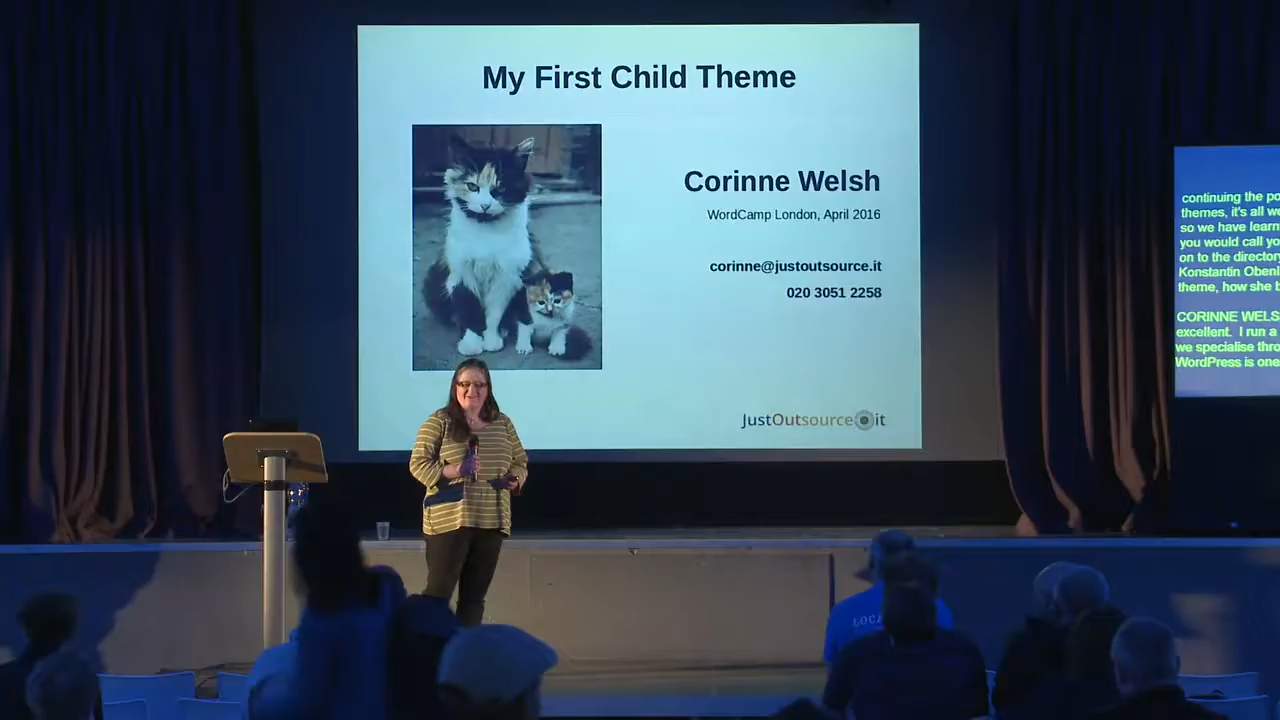 My First Child Theme
Corinne Welsh
WordCamp London, April 2016
corinne@justoutsource.it
020 3051 2258
JustOutsource it
continuing the po
themes, it's all w
so we have learn
you would call yo
on to the directory
Konstantin Obenl
theme, how she b
CORINNE WELS
excellent. I run a
we specialise thro
WordPress is one
LOCA